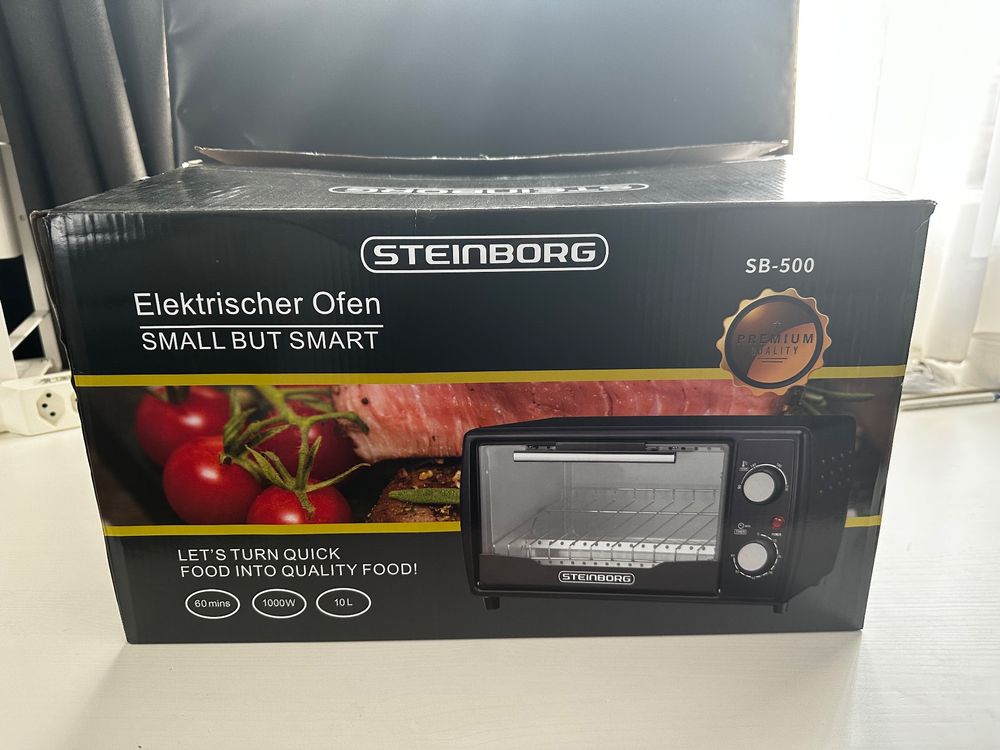 STEINBORG
STEINBORG
SB-500
Elektrischer Ofen
SMALL BUT SMART
PREMIUM
QUALITY
STEINBORG
LET'S TURN QUICK
FOOD INTO QUALITY FOOD!
60 mins
1000W
10 L